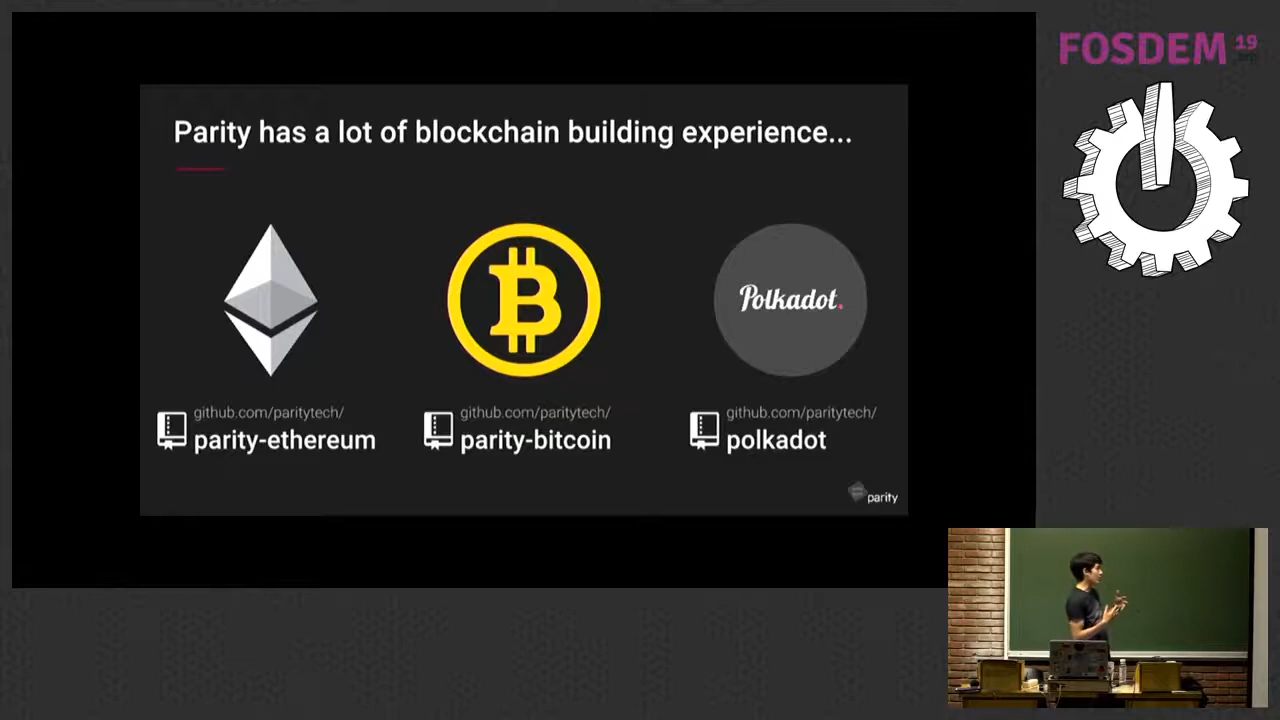 FOSDEM 19
.org
Parity has a lot of blockchain building experience...
Polkadot.
github.com/paritytech/
parity-ethereum
github.com/paritytech/
parity-bitcoin
github.com/paritytech/
polkadot
parity